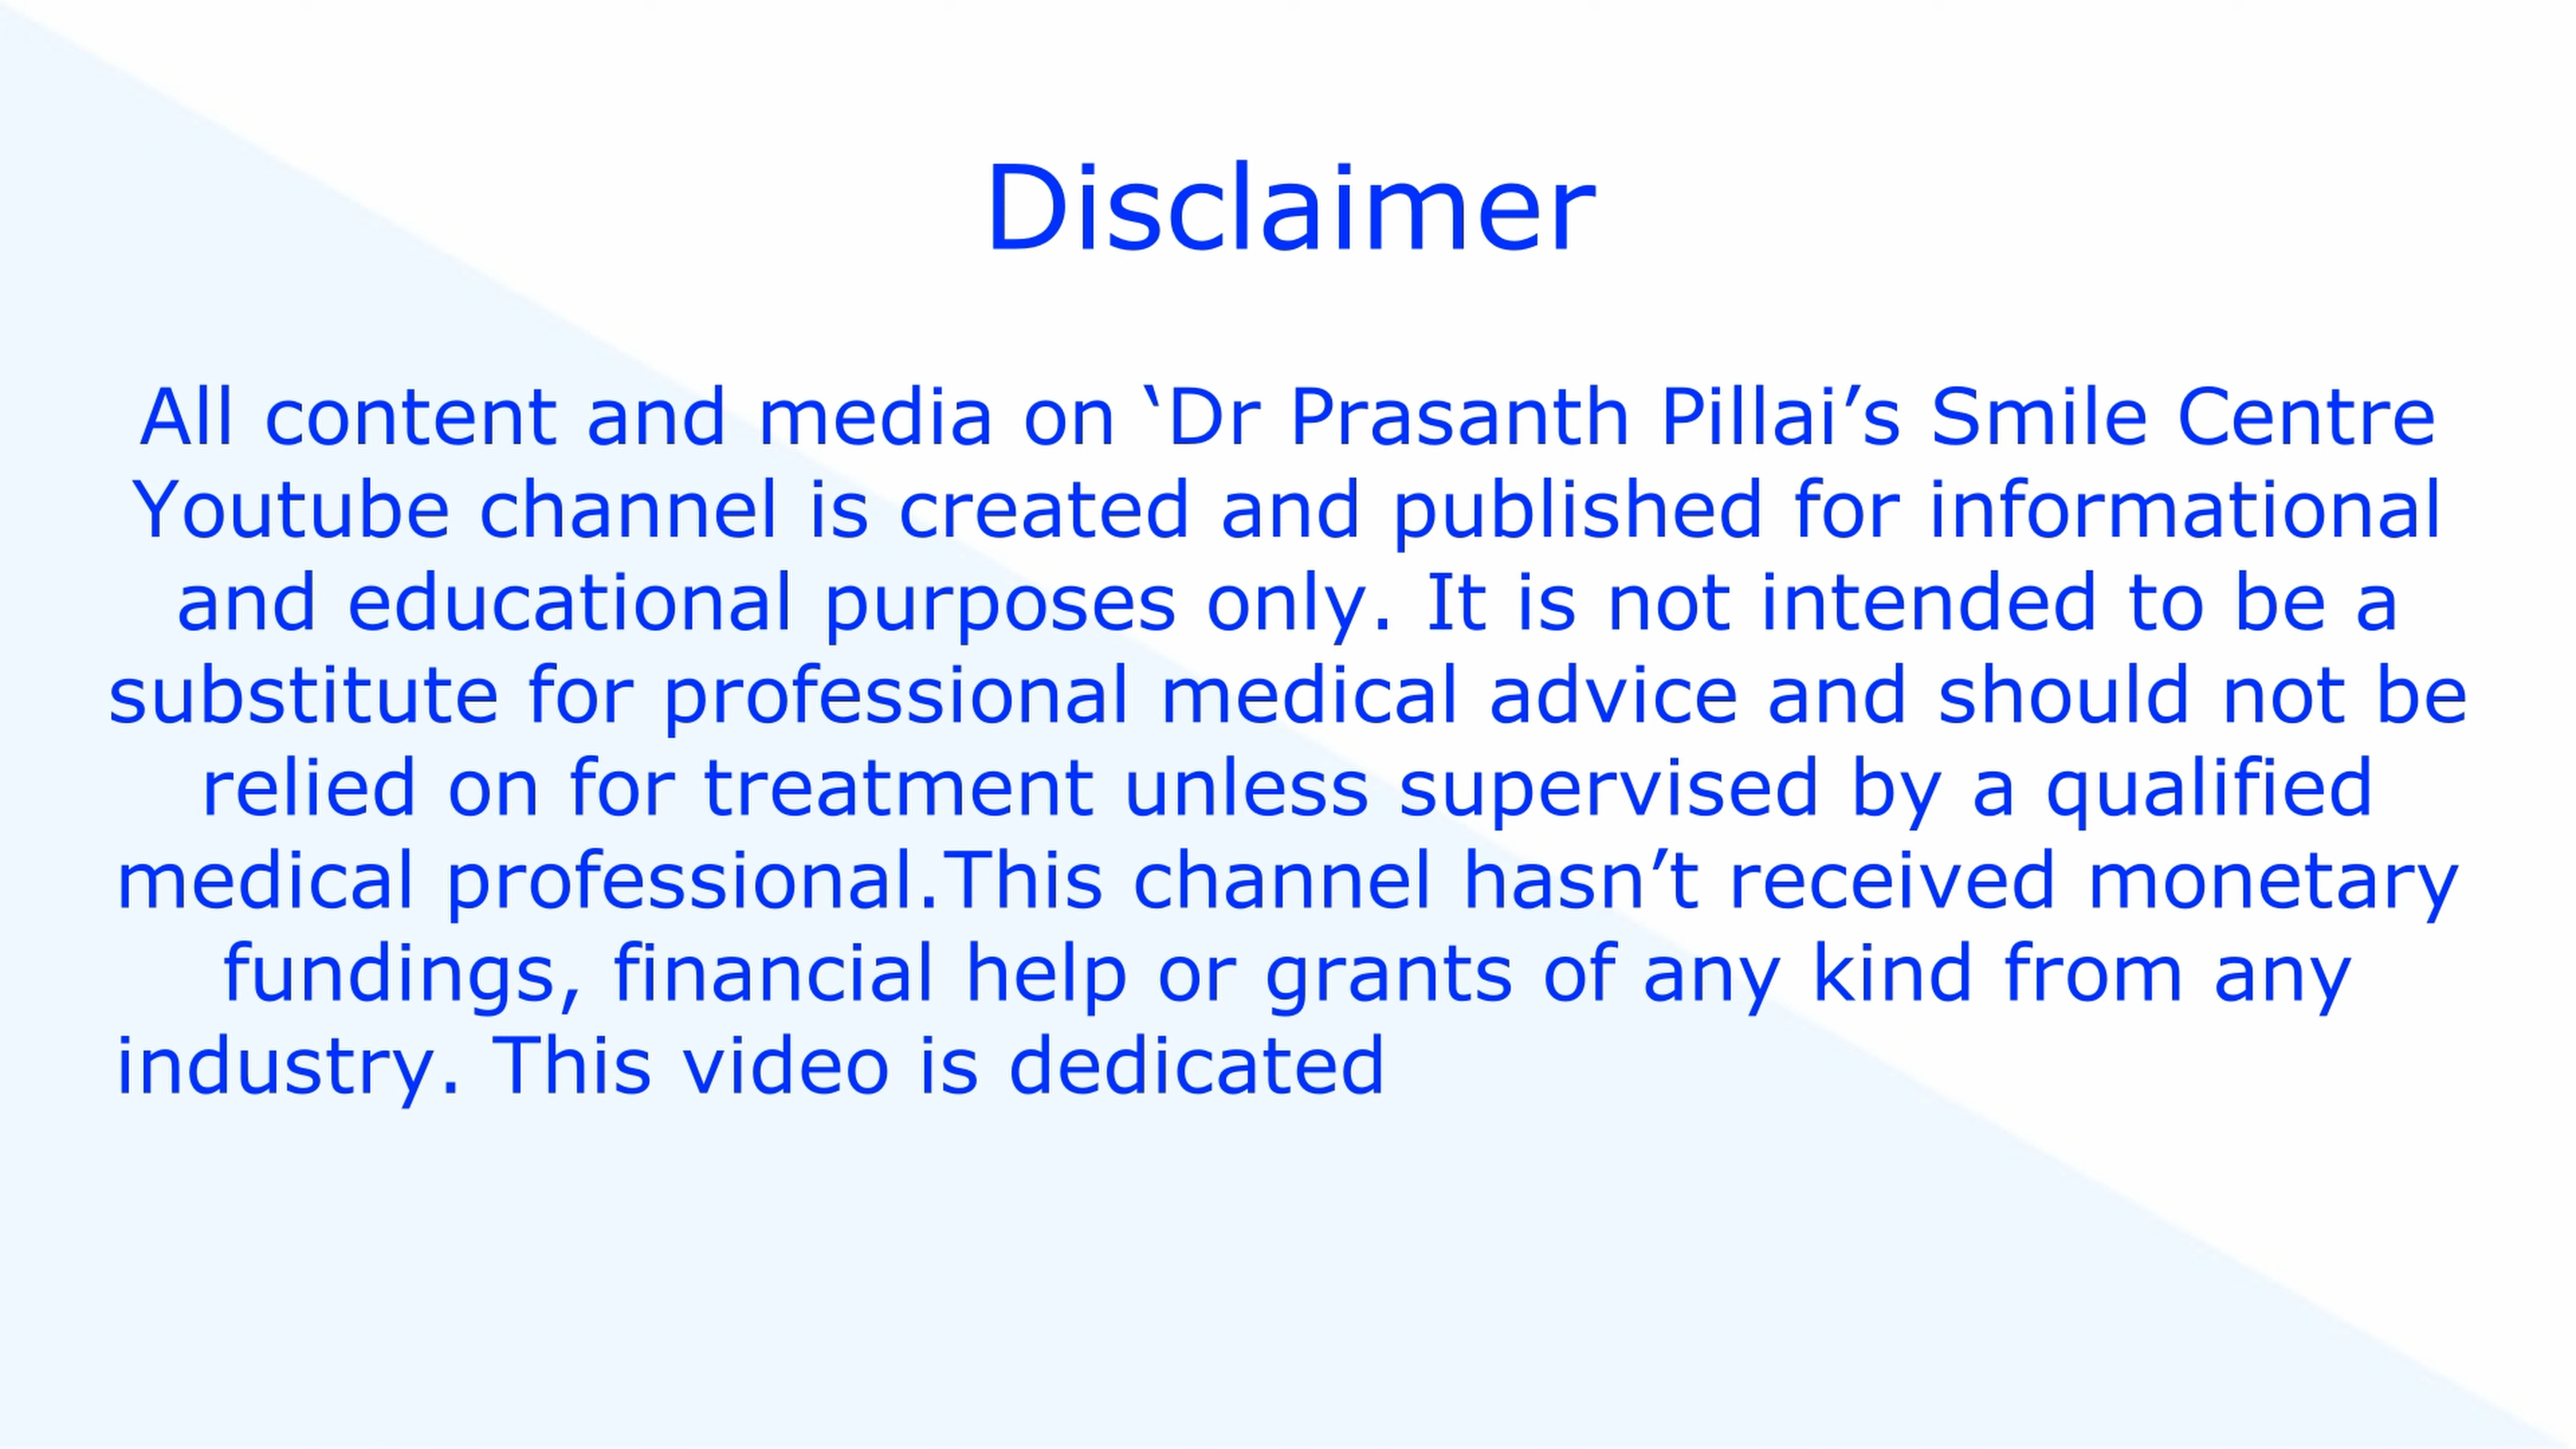 Disclaimer
All content and media on ‘Dr Prasanth Pillai’s Smile Centre
Youtube channel is created and published for informational
and educational purposes only. It is not intended to be a
substitute for professional medical advice and should not be
relied on for treatment unless supervised by a qualified
medical professional.This channel hasn’t received monetary
fundings, financial help or grants of any kind from any
industry. This video is dedicated